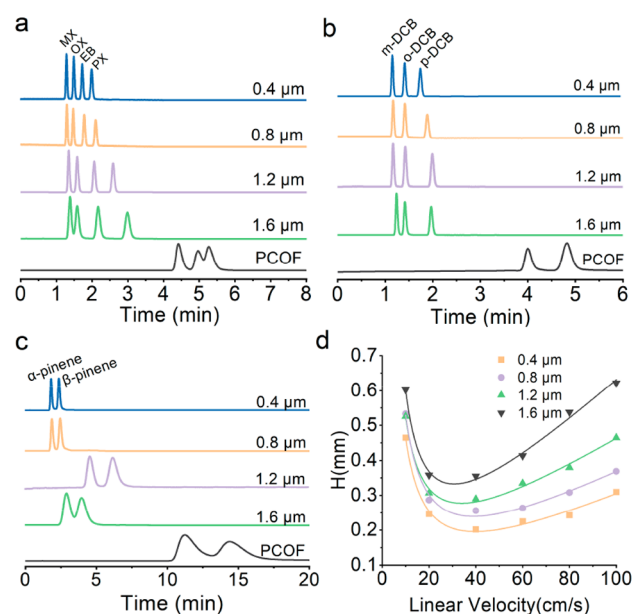 a
MX
OX
EB
PX
0.4 μm
0.8 μm
1.2 μm
1.6 μm
PCOF
0 1 2 3 4 5 6 7 8
Time (min)
b
m-DCB
o-DCB
p-DCB
0.4 μm
0.8 μm
1.2 μm
1.6 μm
PCOF
0 1 2 3 4 5 6
Time (min)
c
α-pinene
β-pinene
0.4 μm
0.8 μm
1.2 μm
1.6 μm
PCOF
0 5 10 15 20
Time (min)
d
0.7
0.6
0.5
0.4
0.3
0.2
0.1
H(mm)
0.4 μm
0.8 μm
1.2 μm
1.6 μm
0 20 40 60 80 100
Linear Velocity(cm/s)